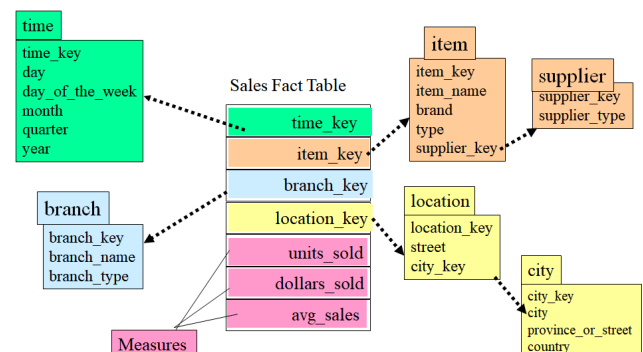 time
time_key
day
day_of_the_week
month
quarter
year
Sales Fact Table
time_key
item_key
branch_key
location_key
units_sold
dollars_sold
avg_sales
Measures
item
item_key
item_name
brand
type
supplier_key
supplier
supplier_key
supplier_type
branch
branch_key
branch_name
branch_type
location
location_key
street
city_key
city
city_key
city
province_or_street
country